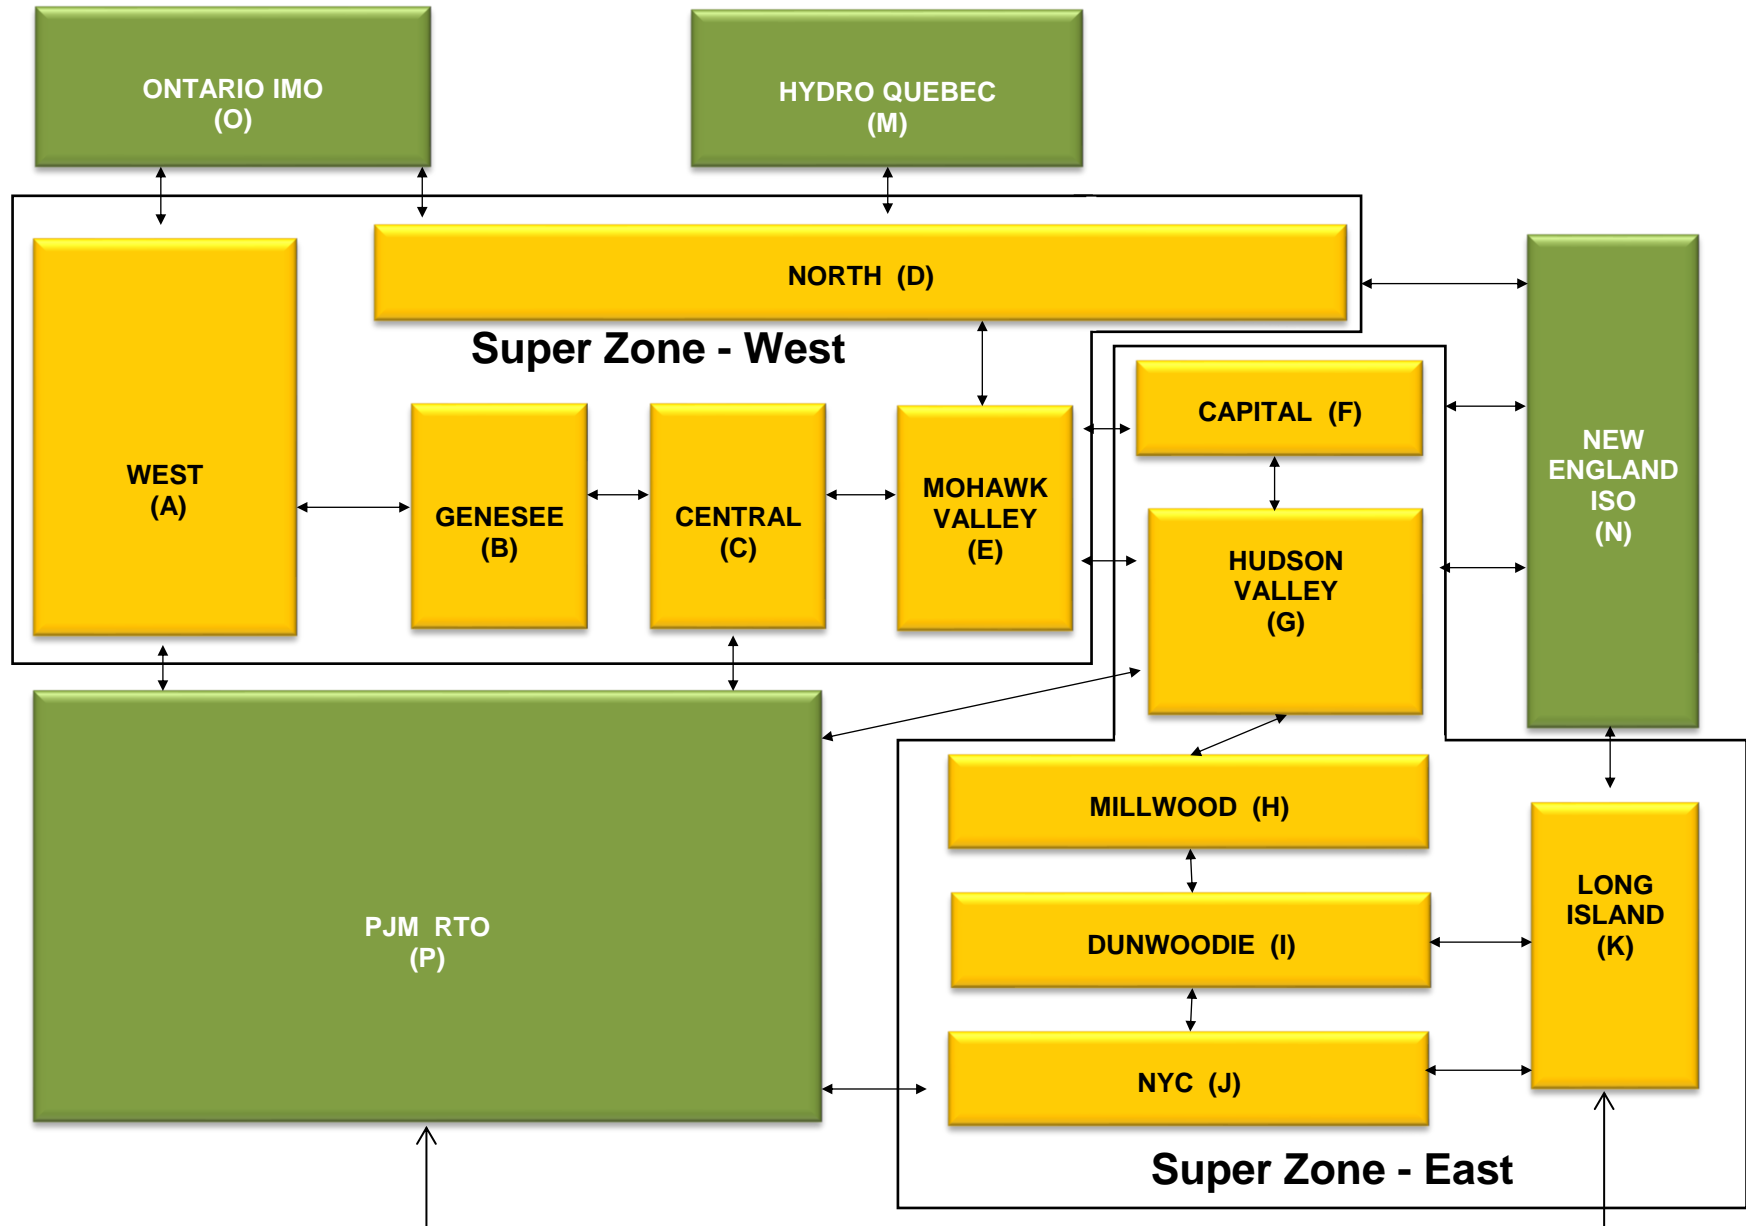 ONTARIO IMO
(O)
HYDRO QUEBEC
(M)
NORTH (D)
Super Zone - West
WEST
(A)
GENESEE
(B)
CENTRAL
(C)
MOHAWK
VALLEY
(E)
CAPITAL (F)
HUDSON
VALLEY
(G)
NEW
ENGLAND
ISO
(N)
MILLWOOD (H)
PJM RTO
(P)
DUNWOODIE (I)
LONG
ISLAND
(K)
NYC (J)
Super Zone - East